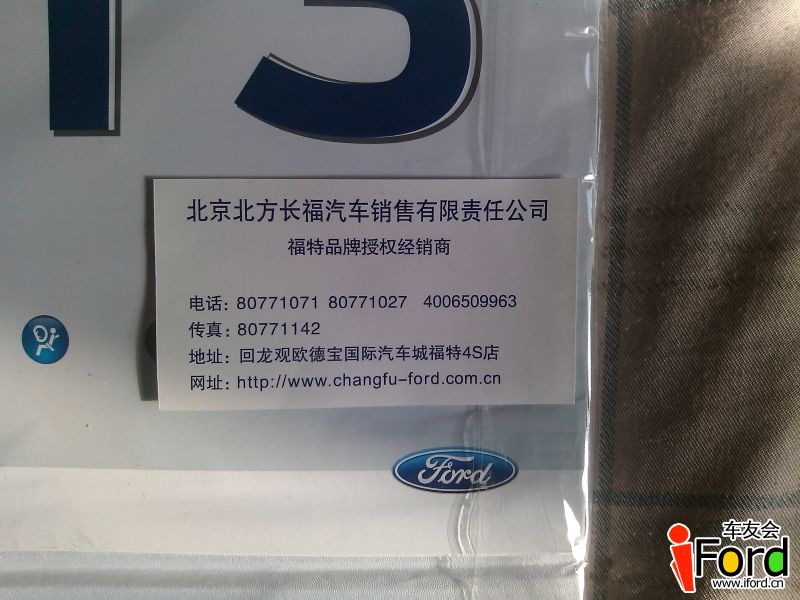 13
北京北方长福汽车销售有限责任公司
福特品牌授权经销商
电话：80771071 80771027 4006509963
传真：80771142
地址：回龙观欧德宝国际汽车城福特4S店
网址：http://www.changfu-ford.com.cn
Ford
车友会
iFord
www.iford.cn